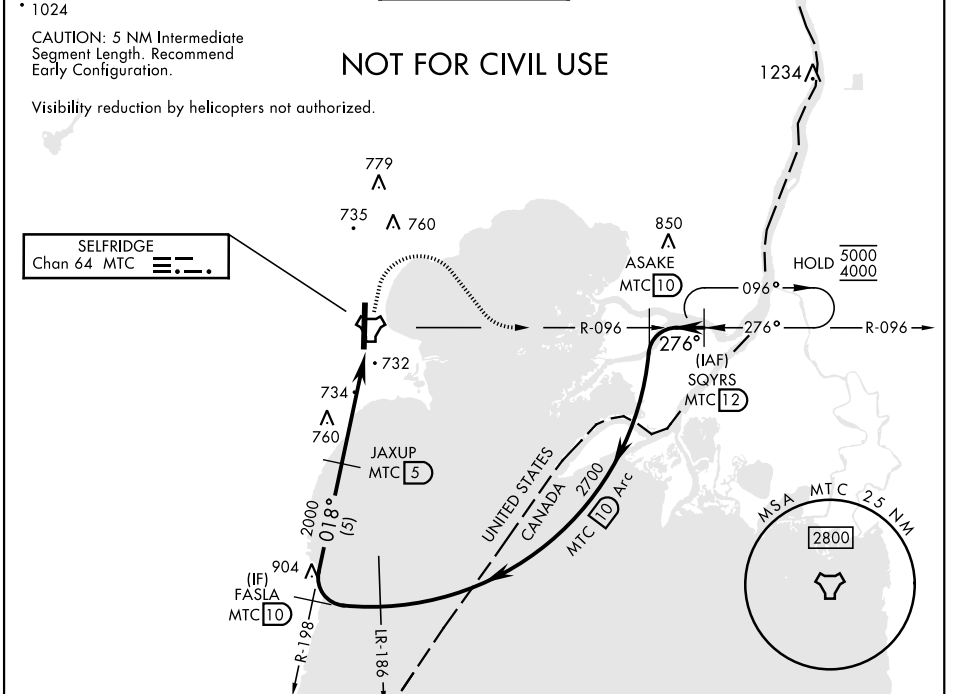 1024
CAUTION: 5 NM Intermediate
Segment Length. Recommend
Early Configuration.
NOT FOR CIVIL USE
1234
Visibility reduction by helicopters not authorized.
779
735
760
850
SELFRIDGE
Chan 64 MTC
ASAKE
MTC 10
HOLD 5000
4000
096°
R-096
276°
276°
R-096
(IAF)
SQYRS
MTC 12
732
734
760
JAXUP
MTC 5
UNITED STATES
CANADA
2700
MTC 10 Arc
2000
018°
(5)
MSA MTC 25 NM
2800
904
(IF)
FASLA
MTC 10
R-198
LR-186